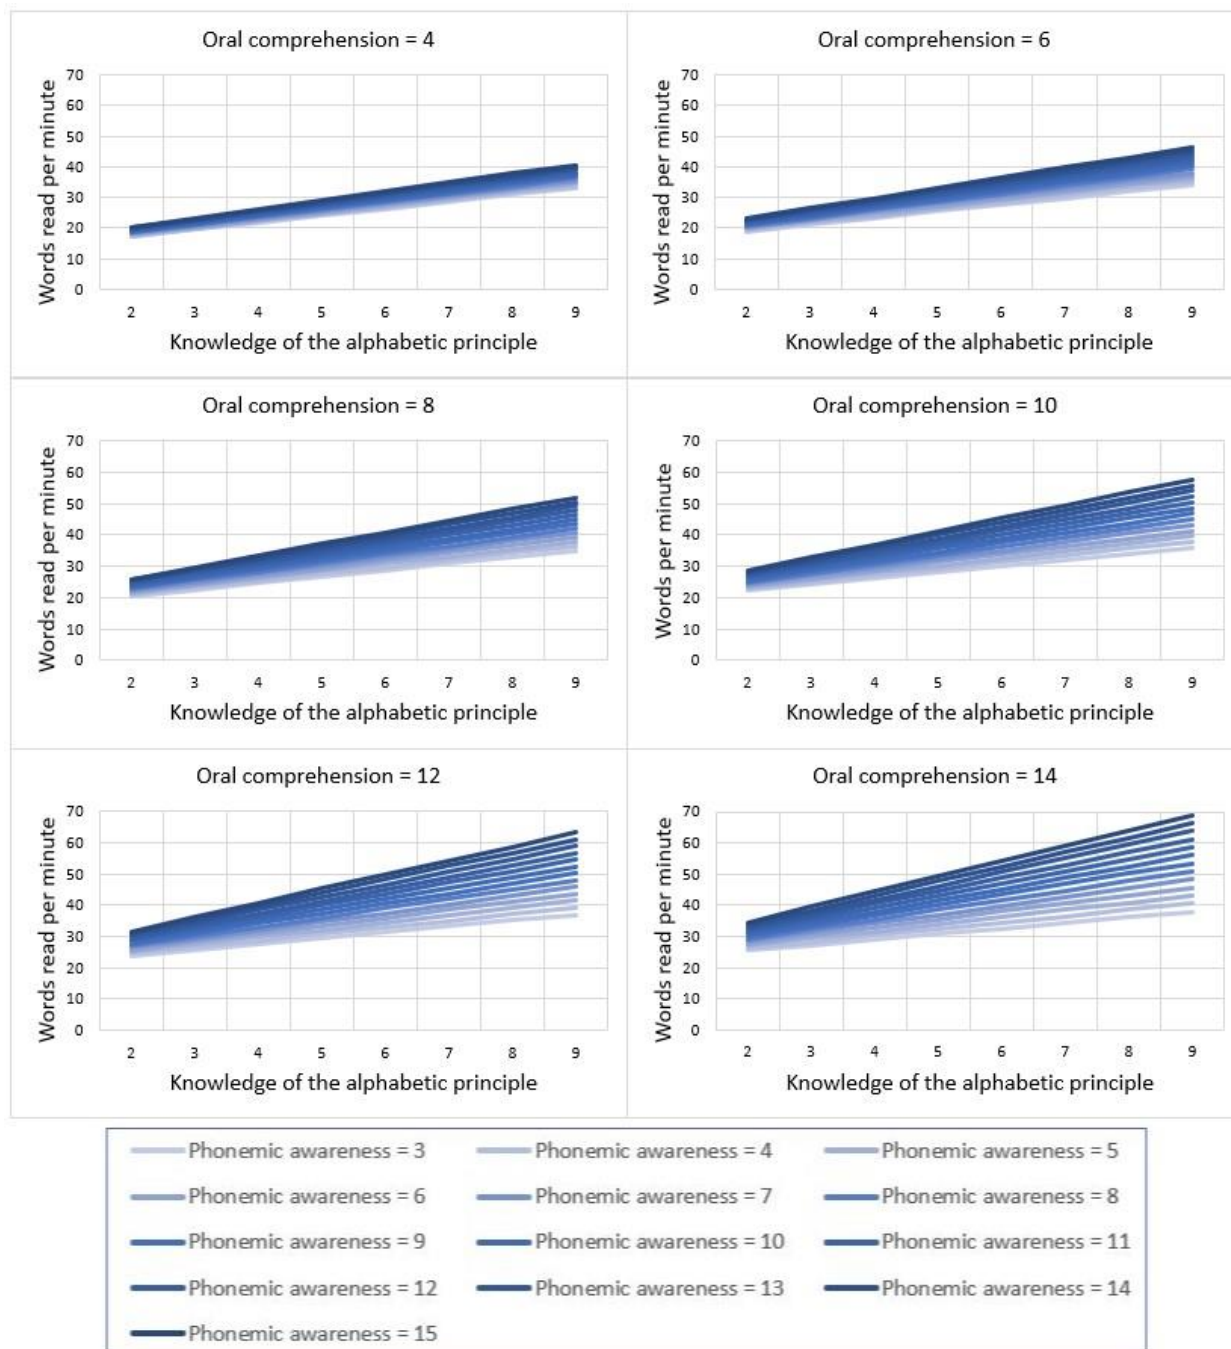 Oral comprehension = 4
Words read per minute
70
60
50
40
30
20
10
0
2 3 4 5 6 7 8 9
Knowledge of the alphabetic principle
Oral comprehension = 6
Words read per minute
70
60
50
40
30
20
10
0
2 3 4 5 6 7 8 9
Knowledge of the alphabetic principle
Oral comprehension = 8
Words read per minute
70
60
50
40
30
20
10
0
2 3 4 5 6 7 8 9
Knowledge of the alphabetic principle
Oral comprehension = 10
Words per minute
70
60
50
40
30
20
10
0
2 3 4 5 6 7 8 9
Knowledge of the alphabetic principle
Oral comprehension = 12
Words read per minute
70
60
50
40
30
20
10
0
2 3 4 5 6 7 8 9
Knowledge of the alphabetic principle
Oral comprehension = 14
Words read per minute
70
60
50
40
30
20
10
0
2 3 4 5 6 7 8 9
Knowledge of the alphabetic principle
Phonemic awareness = 3 Phonemic awareness = 4 Phonemic awareness = 5
Phonemic awareness = 6 Phonemic awareness = 7 Phonemic awareness = 8
Phonemic awareness = 9 Phonemic awareness = 10 Phonemic awareness = 11
Phonemic awareness = 12 Phonemic awareness = 13 Phonemic awareness = 14
Phonemic awareness = 15